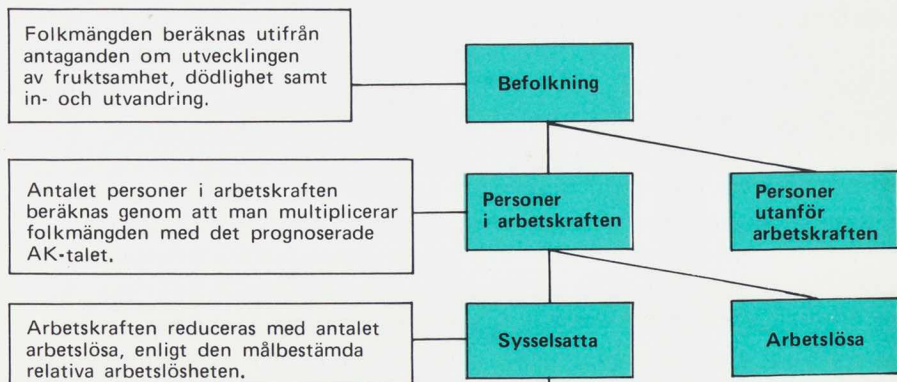 Folkmängden beräknas utifrån
antaganden om utvecklingen
av fruktsamhet, dödlighet samt
in- och utvandring.
Befolkning
Antalet personer i arbetskraften
beräknas genom att man multiplicerar
folkmängden med det prognoserade
AK-talet.
Personer
i arbetskraften
Personer
utanför
arbetskraften
Arbetskraften reduceras med antalet
arbetslösa, enligt den målbestämda
relativa arbetslösheten.
Sysselsatta
Arbetslösa